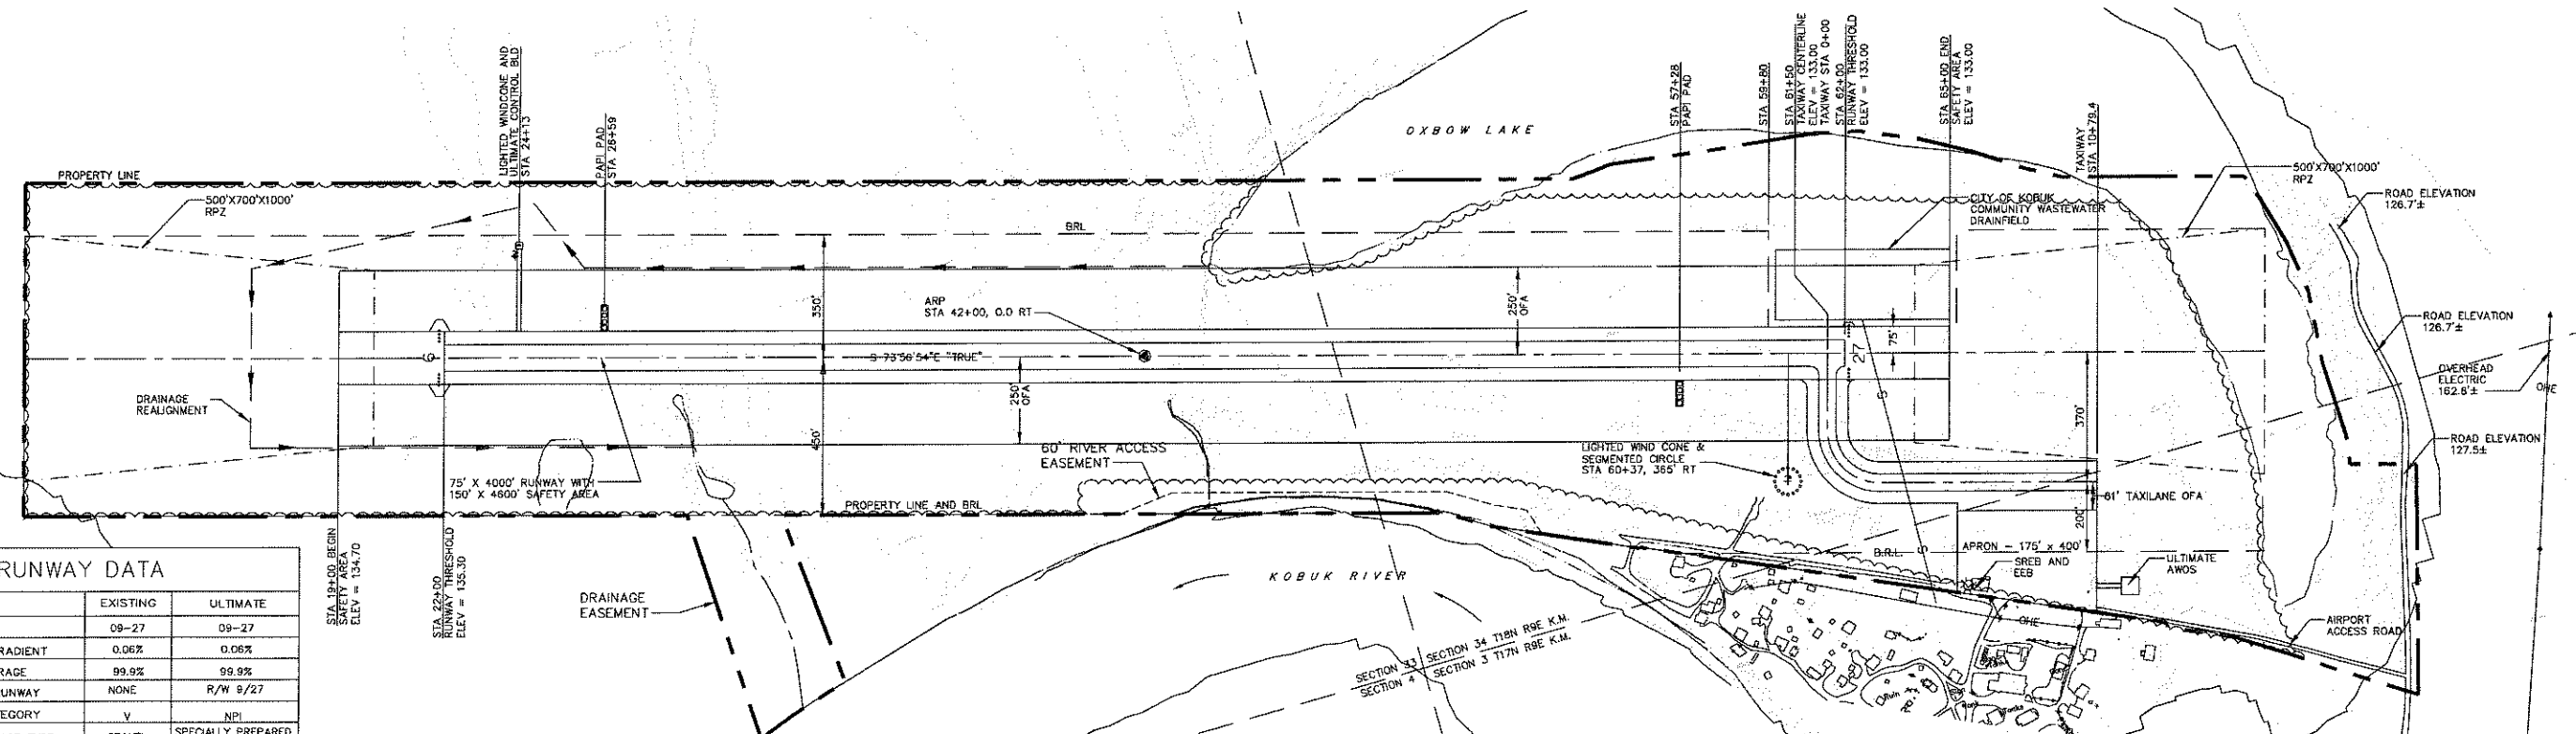 PROPERTY LINE
500'X700'X1000'
RPZ
LIGHTED WINDCONE AND
ULTIMATE CONTROL BLD
STA 24+13
PAPI PAD
STA 26+59
BRL
350'
ARP
STA 42+00, 0.0 RT
S 73°56'54"E "TRUE"
250'
OFA
450'
DRAINAGE
REALIGNMENT
75' X 4000' RUNWAY WITH
150' X 4600' SAFETY AREA
60' RIVER ACCESS
EASEMENT
PROPERTY LINE AND BRL
STA 19+00 BEGIN
SAFETY AREA
ELEV = 134.70
STA 22+00
RUNWAY THRESHOLD
ELEV = 135.30
DRAINAGE
EASEMENT
KOBUK RIVER
OXBOW LAKE
STA 57+28
PAPI PAD
STA 59+80
STA 61+50
TAXIWAY CENTERLINE
ELEV = 133.00
TAXIWAY STA 0+00
STA 62+00
RUNWAY THRESHOLD
ELEV = 133.00
STA 65+00 END
SAFETY AREA
ELEV = 133.00
TAXIWAY
STA 10+79.4
500'X700'X1000'
RPZ
CITY OF KOBUK
COMMUNITY WASTEWATER
DRAINFIELD
ROAD ELEVATION
126.7'±
ROAD ELEVATION
126.7'±
OVERHEAD
ELECTRIC
162.8'±
OHE
ROAD ELEVATION
127.5±
250'
OFA
75'
27
S
370'
LIGHTED WIND CONE &
SEGMENTED CIRCLE
STA 60+37, 365' RT
61' TAXILANE OFA
200'
B.R.L.
S
APRON - 175' x 400'
SREB AND
EEB
ULTIMATE
AWOS
OHE
AIRPORT
ACCESS ROAD
SECTION 33 SECTION 34 T18N R9E K.M.
SECTION 4 SECTION 3 T17N R9E K.M.
RUNWAY DATA
EXISTING ULTIMATE
09-27 09-27
RADIENT 0.06% 0.06%
RAGE 99.9% 99.9%
UNWAY NONE R/W 9/27
EGORY V NPI
SPECIALLY PREPARED